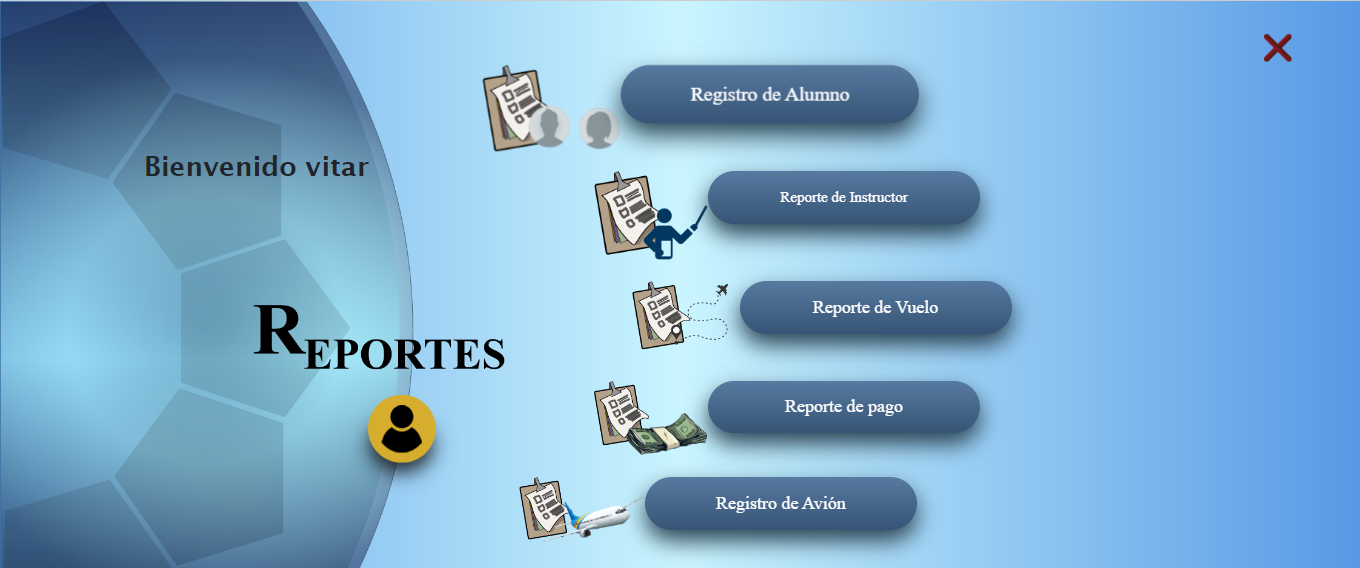 Bienvenido vitar
REPORTES
Registro de Alumno
Reporte de Instructor
Reporte de Vuelo
Reporte de pago
Registro de Avión